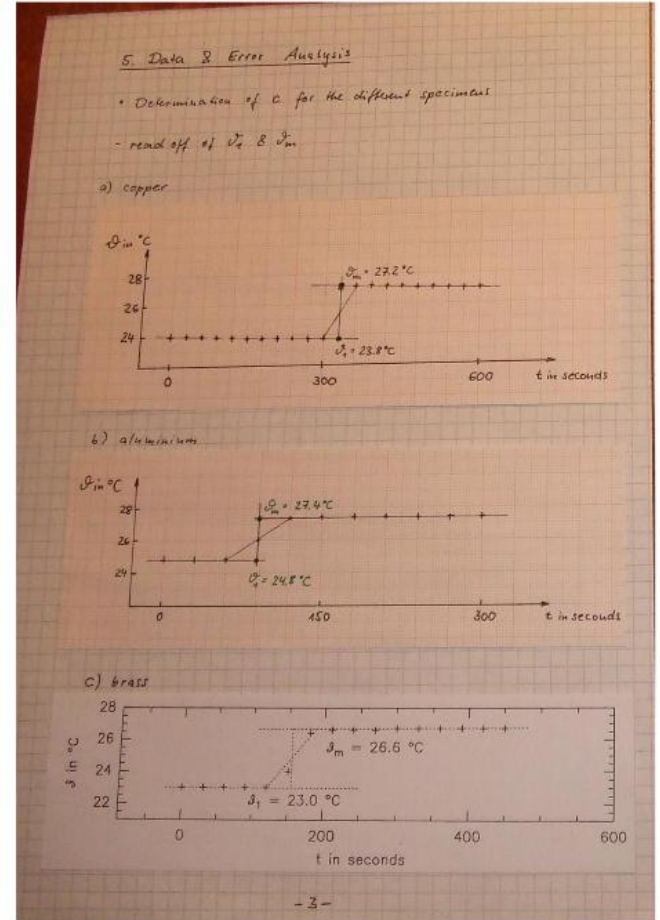 5. Data & Error Analysis
• Determination of c for the different specimens
- read off of ϑ₁ & ϑm
a) copper
ϑ in °C
28
26
24
ϑm = 27.2 °C
ϑ₁ = 23.8 °C
0 300 600 t in seconds
b) aluminium
ϑ in °C
28
26
24
ϑm = 27.4 °C
ϑ₁ = 24.8 °C
0 150 300 t in seconds
c) brass
ϑ in °C
28
26
24
22
ϑm = 26.6 °C
ϑ1 = 23.0 °C
0 200 400 600
t in seconds
- 3 -